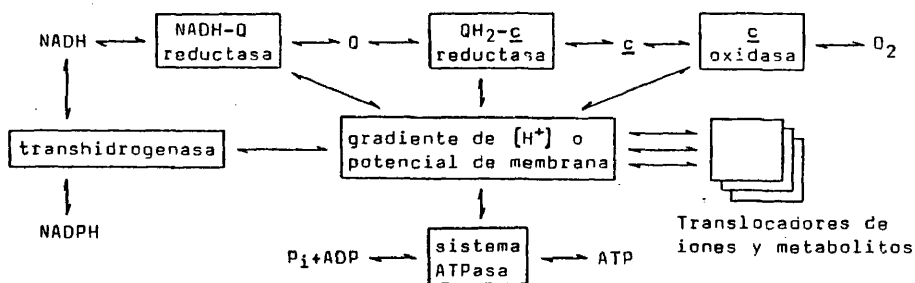 NADH
NADH-Q
reductasa
Q
QH2-c
reductasa
c
c
oxidasa
O2
transhidrogenasa
gradiente de [H+] o
potencial de membrana
NADPH
Translocadores de
iones y metabolitos
Pi+ADP
sistema
ATPasa
ATP